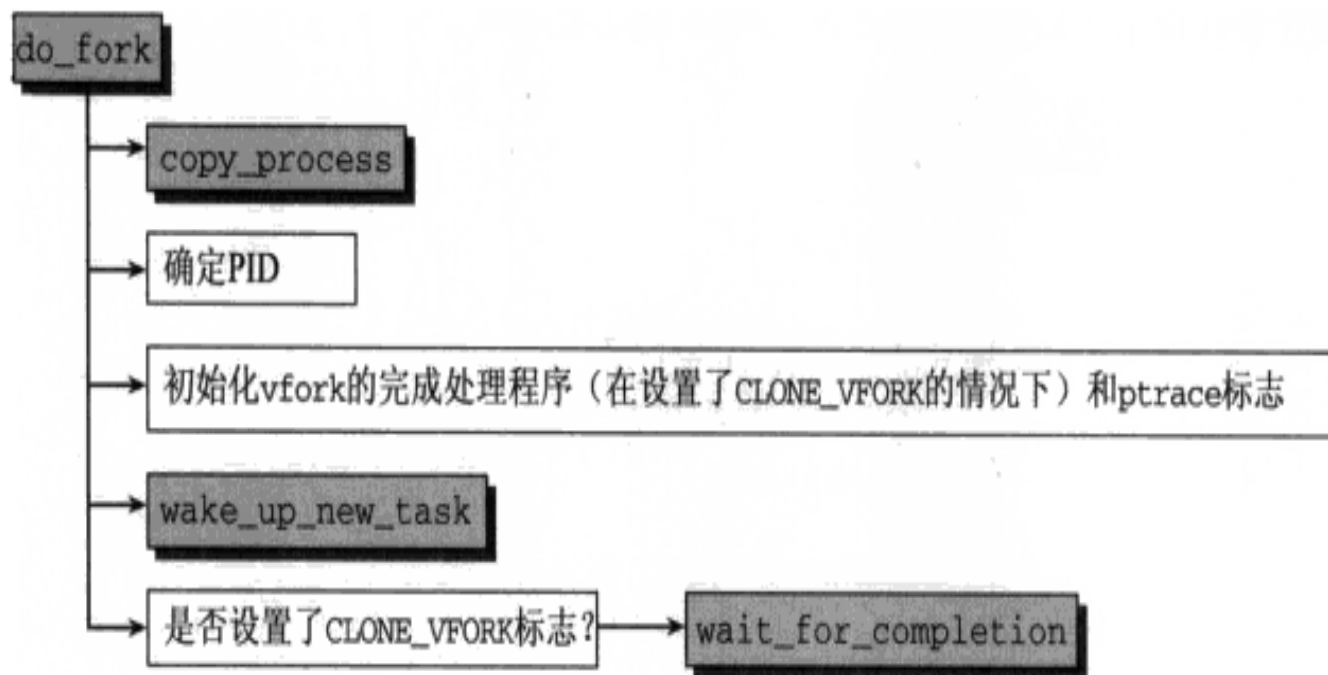 do_fork
copy_process
确定PID
初始化vfork的完成处理程序（在设置了CLONE_VFORK的情况下）和ptrace标志
wake_up_new_task
是否设置了CLONE_VFORK标志？
wait_for_completion